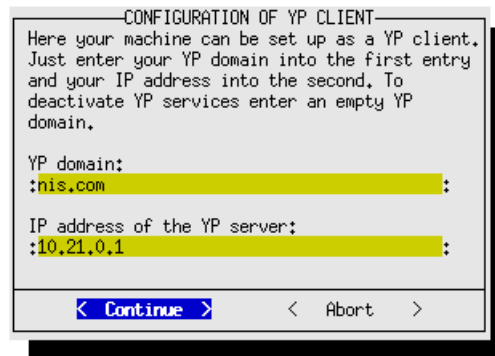 CONFIGURATION OF YP CLIENT
Here your machine can be set up as a YP client.
Just enter your YP domain into the first entry
and your IP address into the second. To
deactivate YP services enter an empty YP
domain.
YP domain:
:nis.com :
IP address of the YP server:
:10.21.0.1 :
< Continue > < Abort >